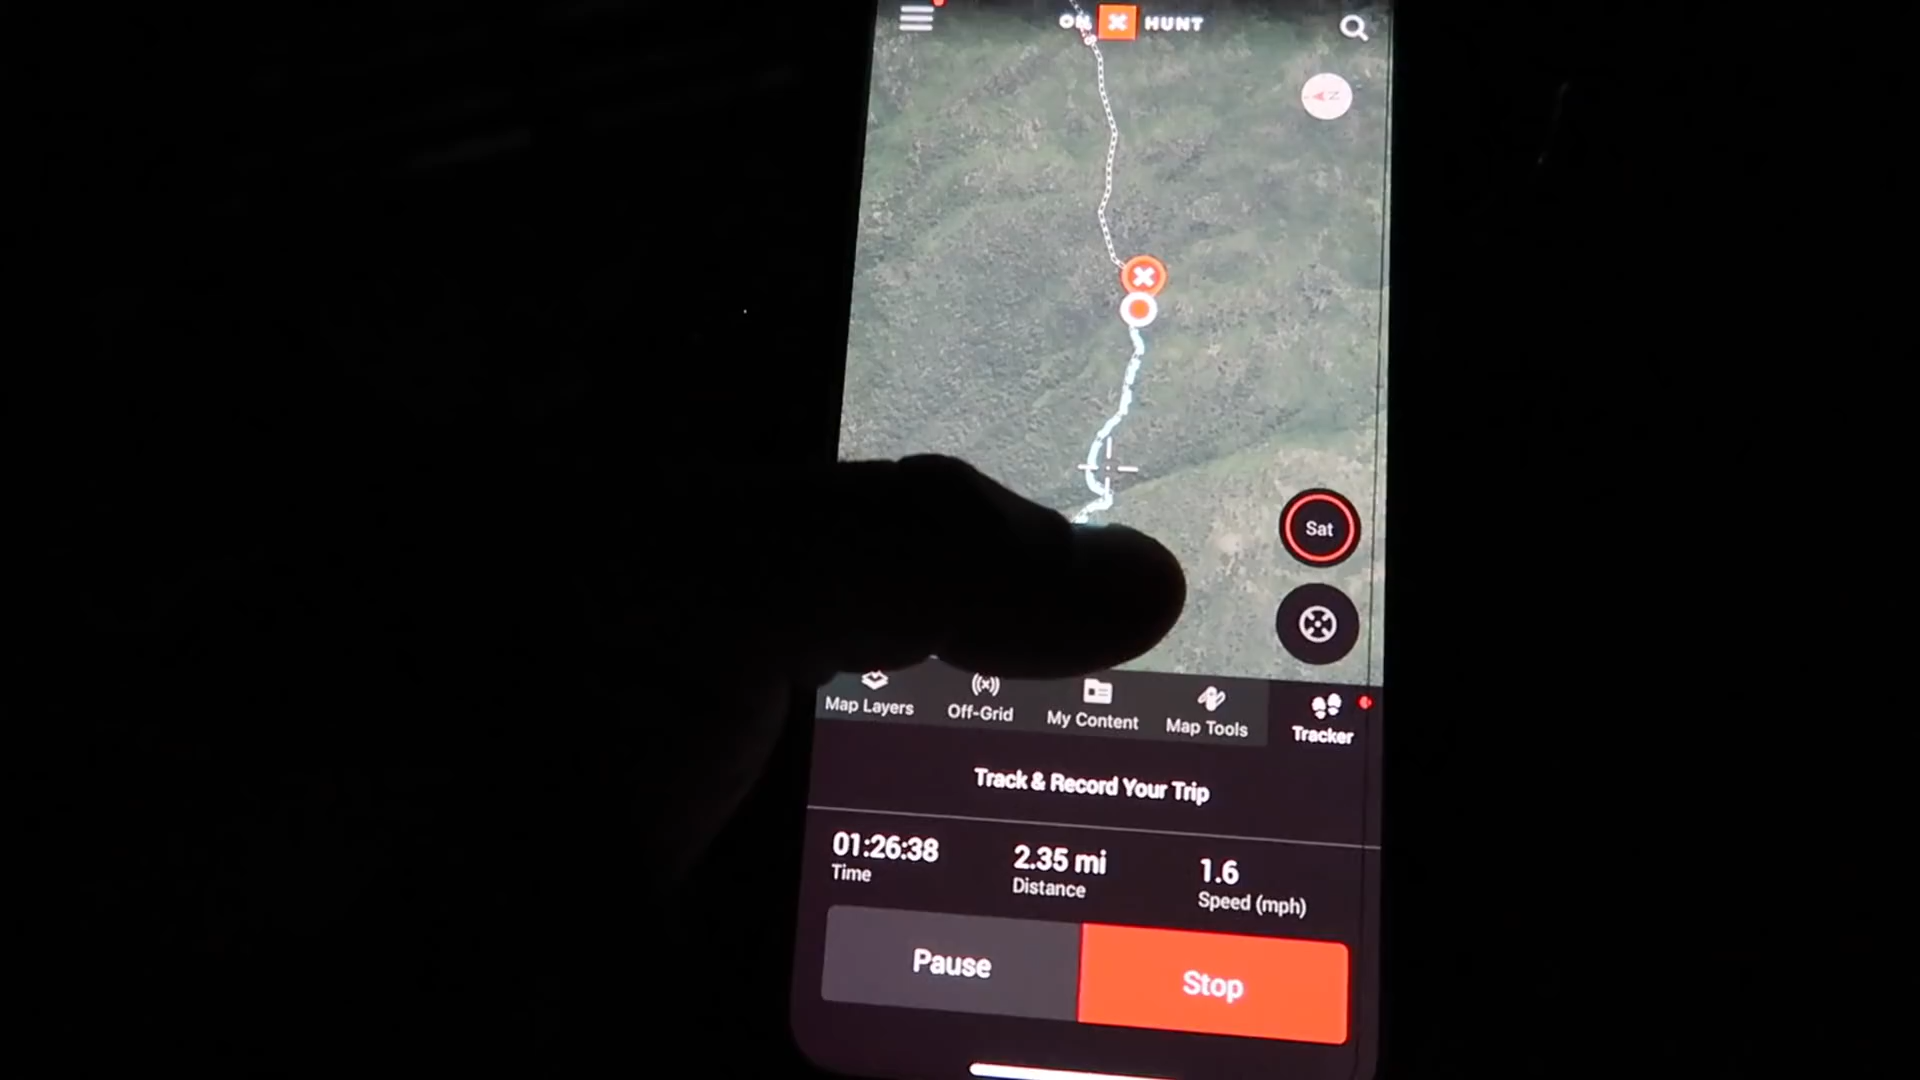 ON X HUNT
N
Sat
Map Layers
Off-Grid
My Content
Map Tools
Tracker
Track & Record Your Trip
01:26:38
Time
2.35 mi
Distance
1.6
Speed (mph)
Pause
Stop